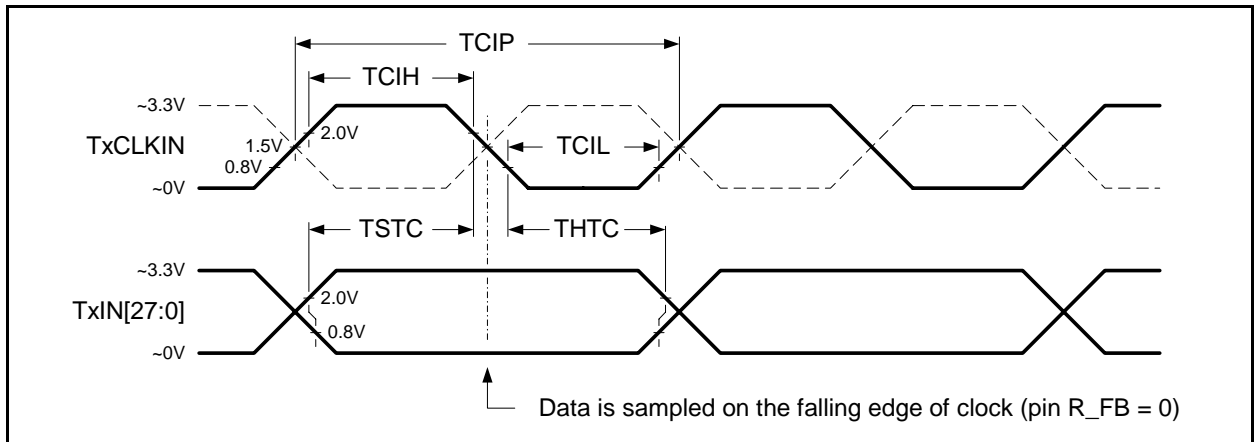 TCIP
TCIH
~3.3V
2.0V
TxCLKIN
1.5V
TCIL
0.8V
~0V
TSTC
THTC
~3.3V
2.0V
TxIN[27:0]
0.8V
~0V
Data is sampled on the falling edge of clock (pin R_FB = 0)